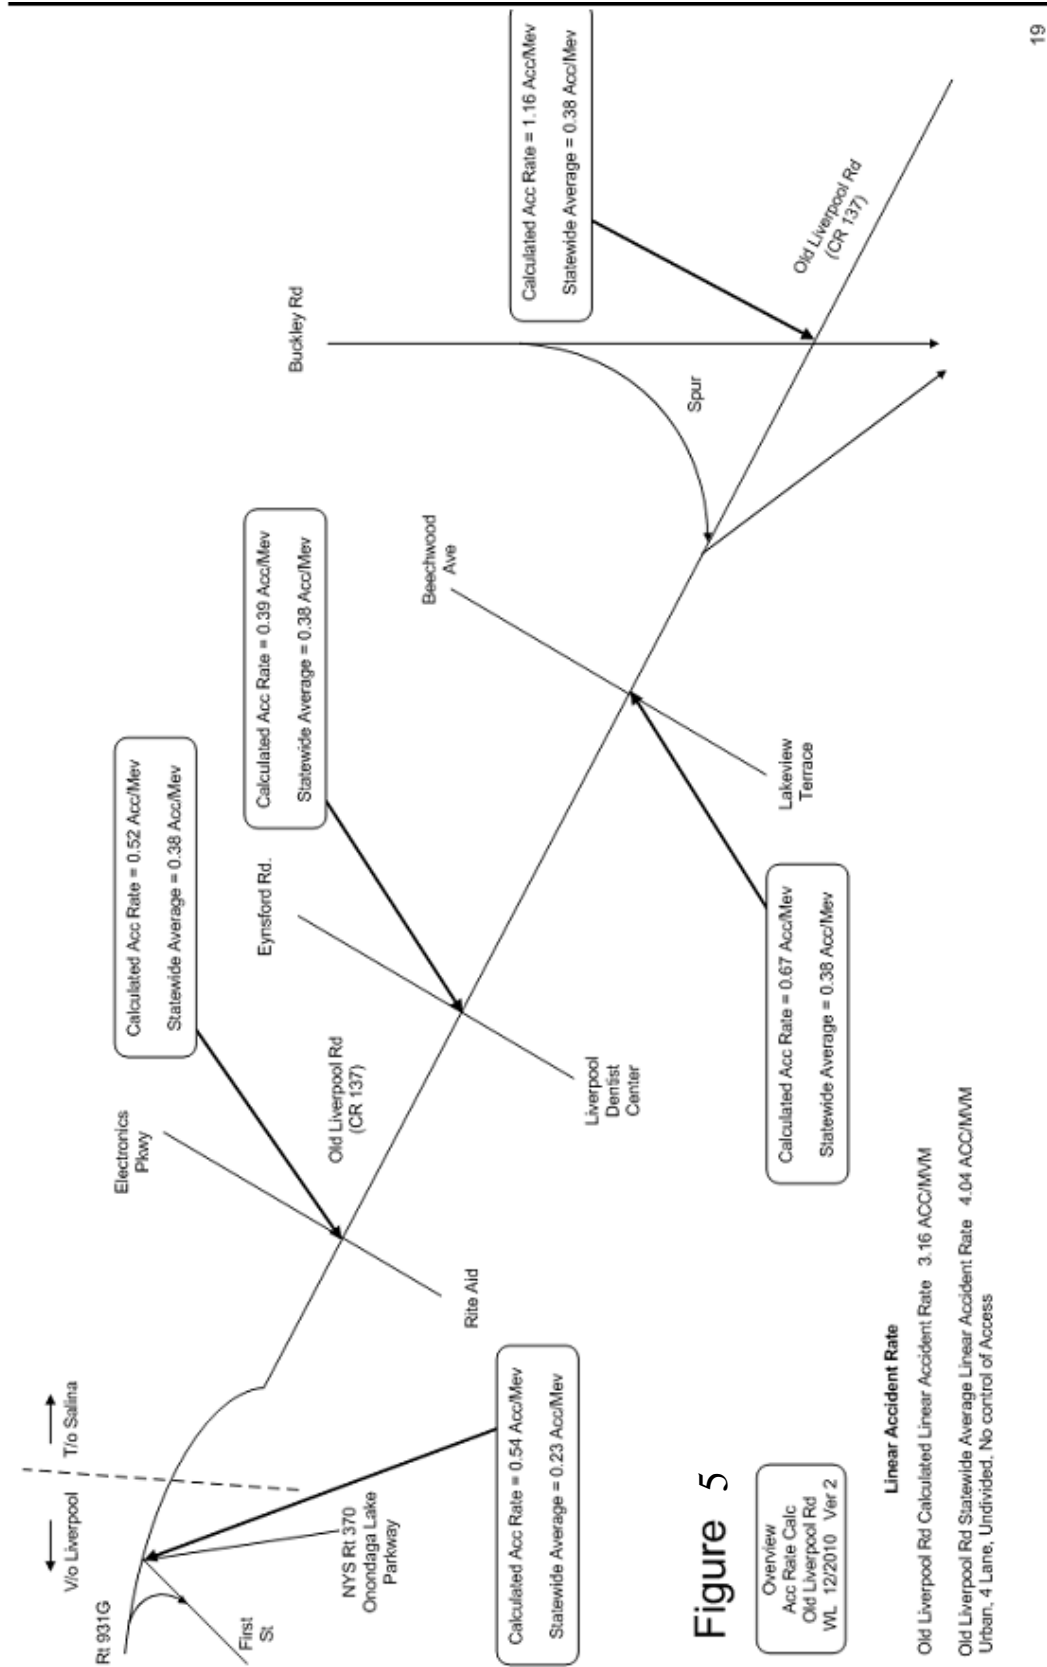 V/o Liverpool
T/o Salina
Rt 931G
First
St
NYS Rt 370
Onondaga Lake
Parkway
Calculated Acc Rate = 0.54 Acc/Mev
Statewide Average = 0.23 Acc/Mev
Electronics
Pkwy
Rite Aid
Calculated Acc Rate = 0.52 Acc/Mev
Statewide Average = 0.38 Acc/Mev
Old Liverpool Rd
(CR 137)
Eynsford Rd.
Liverpool
Dentist
Center
Calculated Acc Rate = 0.39 Acc/Mev
Statewide Average = 0.38 Acc/Mev
Beechwood
Ave
Lakeview
Terrace
Calculated Acc Rate = 0.67 Acc/Mev
Statewide Average = 0.38 Acc/Mev
Buckley Rd
Spur
Calculated Acc Rate = 1.16 Acc/Mev
Statewide Average = 0.38 Acc/Mev
Old Liverpool Rd
(CR 137)
Figure 5
Overview
Acc Rate Calc
Old Liverpool Rd
WL 12/2010 Ver 2
Linear Accident Rate
Old Liverpool Rd Calculated Linear Accident Rate 3.16 ACC/MVM
Old Liverpool Rd Statewide Average Linear Accident Rate 4.04 ACC/MVM
Urban, 4 Lane, Undivided, No control of Access
19